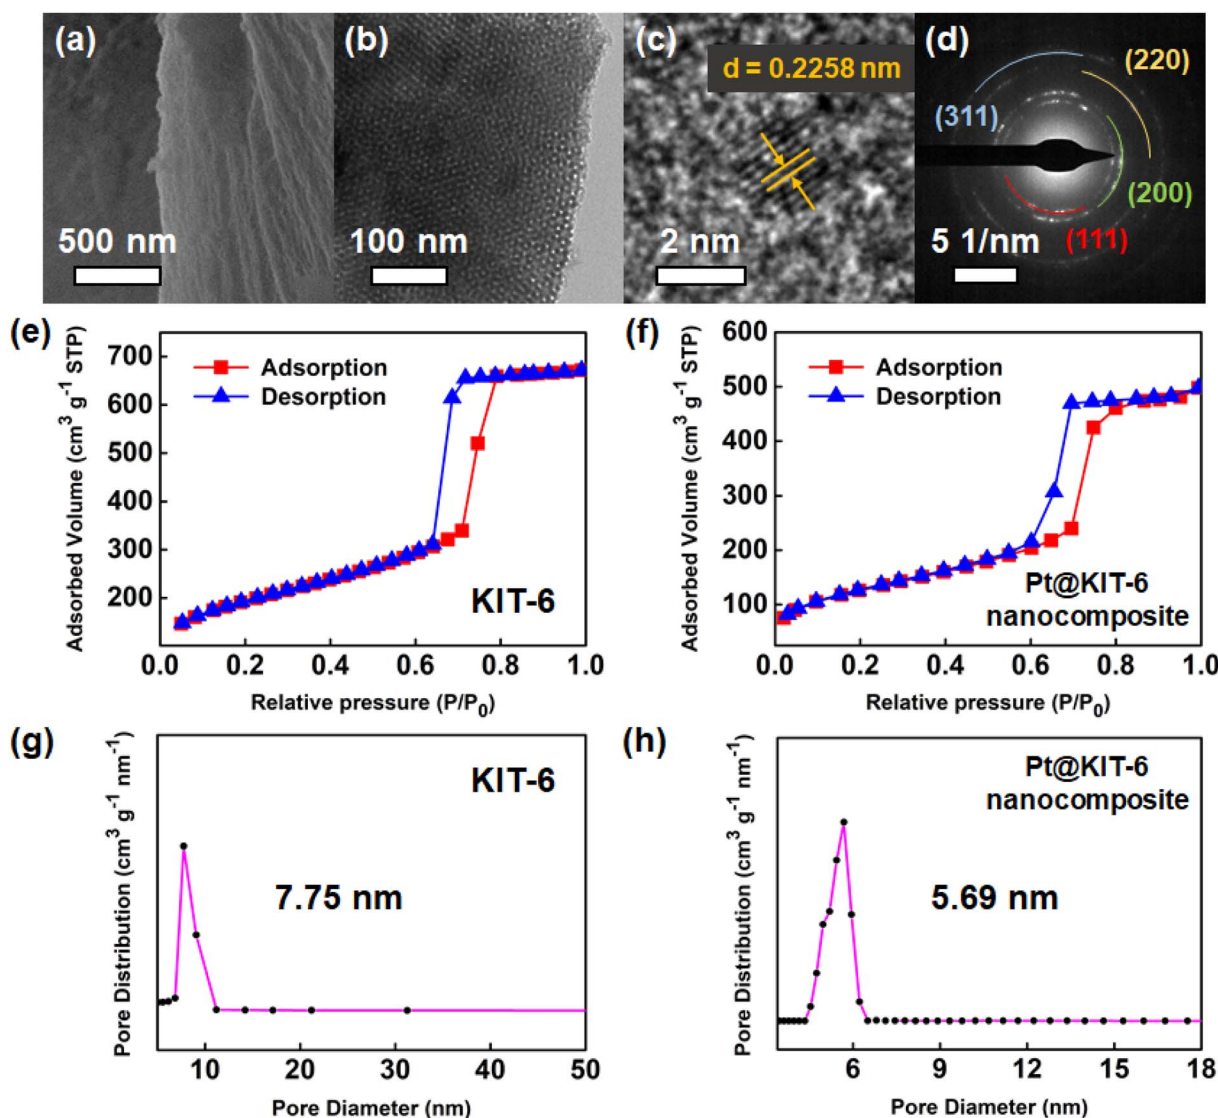 (a)
500 nm
(b)
100 nm
(c)
d = 0.2258 nm
2 nm
(d)
(220)
(311)
(200)
(111)
5 1/nm
(e)
Adsorbed Volume (cm³ g⁻¹ STP)
700
600
500
400
300
200
Adsorption
Desorption
KIT-6
0.0 0.2 0.4 0.6 0.8 1.0
Relative pressure (P/P₀)
(f)
Adsorbed Volume (cm³ g⁻¹ STP)
600
500
400
300
200
100
Adsorption
Desorption
Pt@KIT-6
nanocomposite
0.0 0.2 0.4 0.6 0.8 1.0
Relative pressure (P/P₀)
(g)
Pore Distribution (cm³ g⁻¹ nm⁻¹)
KIT-6
7.75 nm
10 20 30 40 50
Pore Diameter (nm)
(h)
Pore Distribution (cm³ g⁻¹ nm⁻¹)
Pt@KIT-6
nanocomposite
5.69 nm
6 9 12 15 18
Pore Diameter (nm)